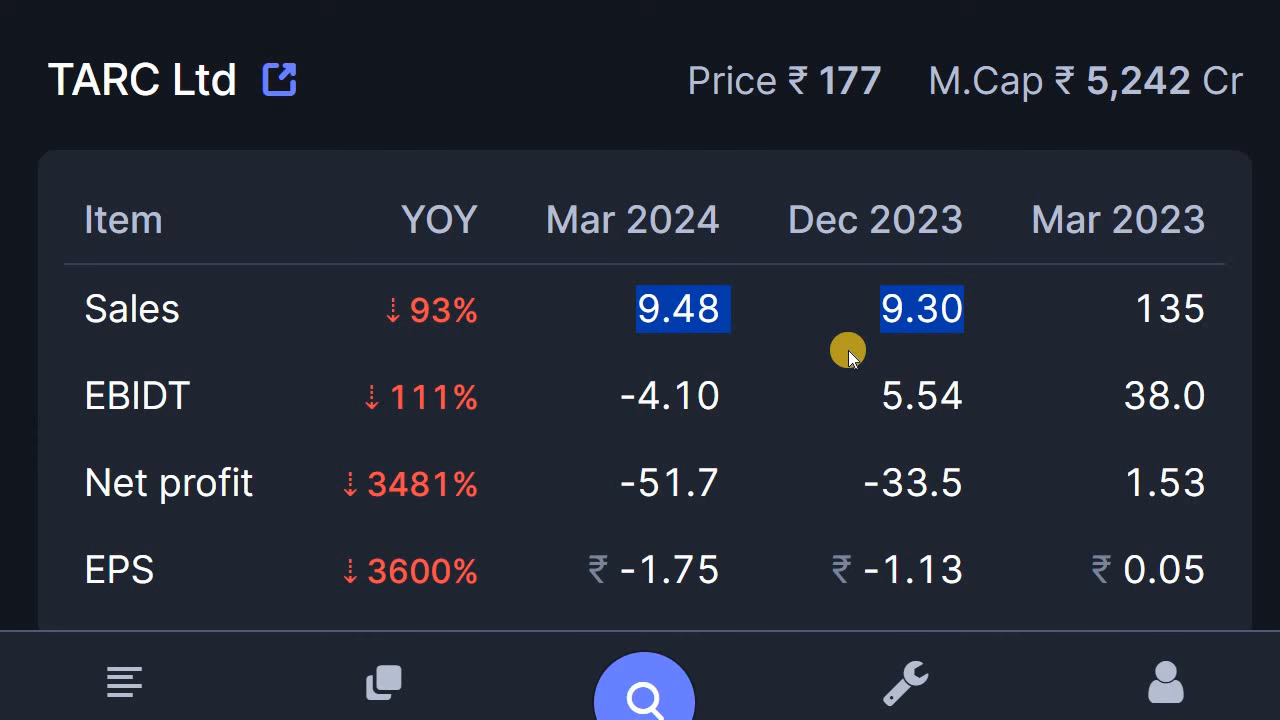 TARC Ltd Price ₹ 177 M.Cap ₹ 5,242 Cr
Item YOY Mar 2024 Dec 2023 Mar 2023
Sales ⇣ 93% 9.48 9.30 135
EBIDT ⇣ 111% -4.10 5.54 38.0
Net profit ⇣ 3481% -51.7 -33.5 1.53
EPS ⇣ 3600% ₹ -1.75 ₹ -1.13 ₹ 0.05